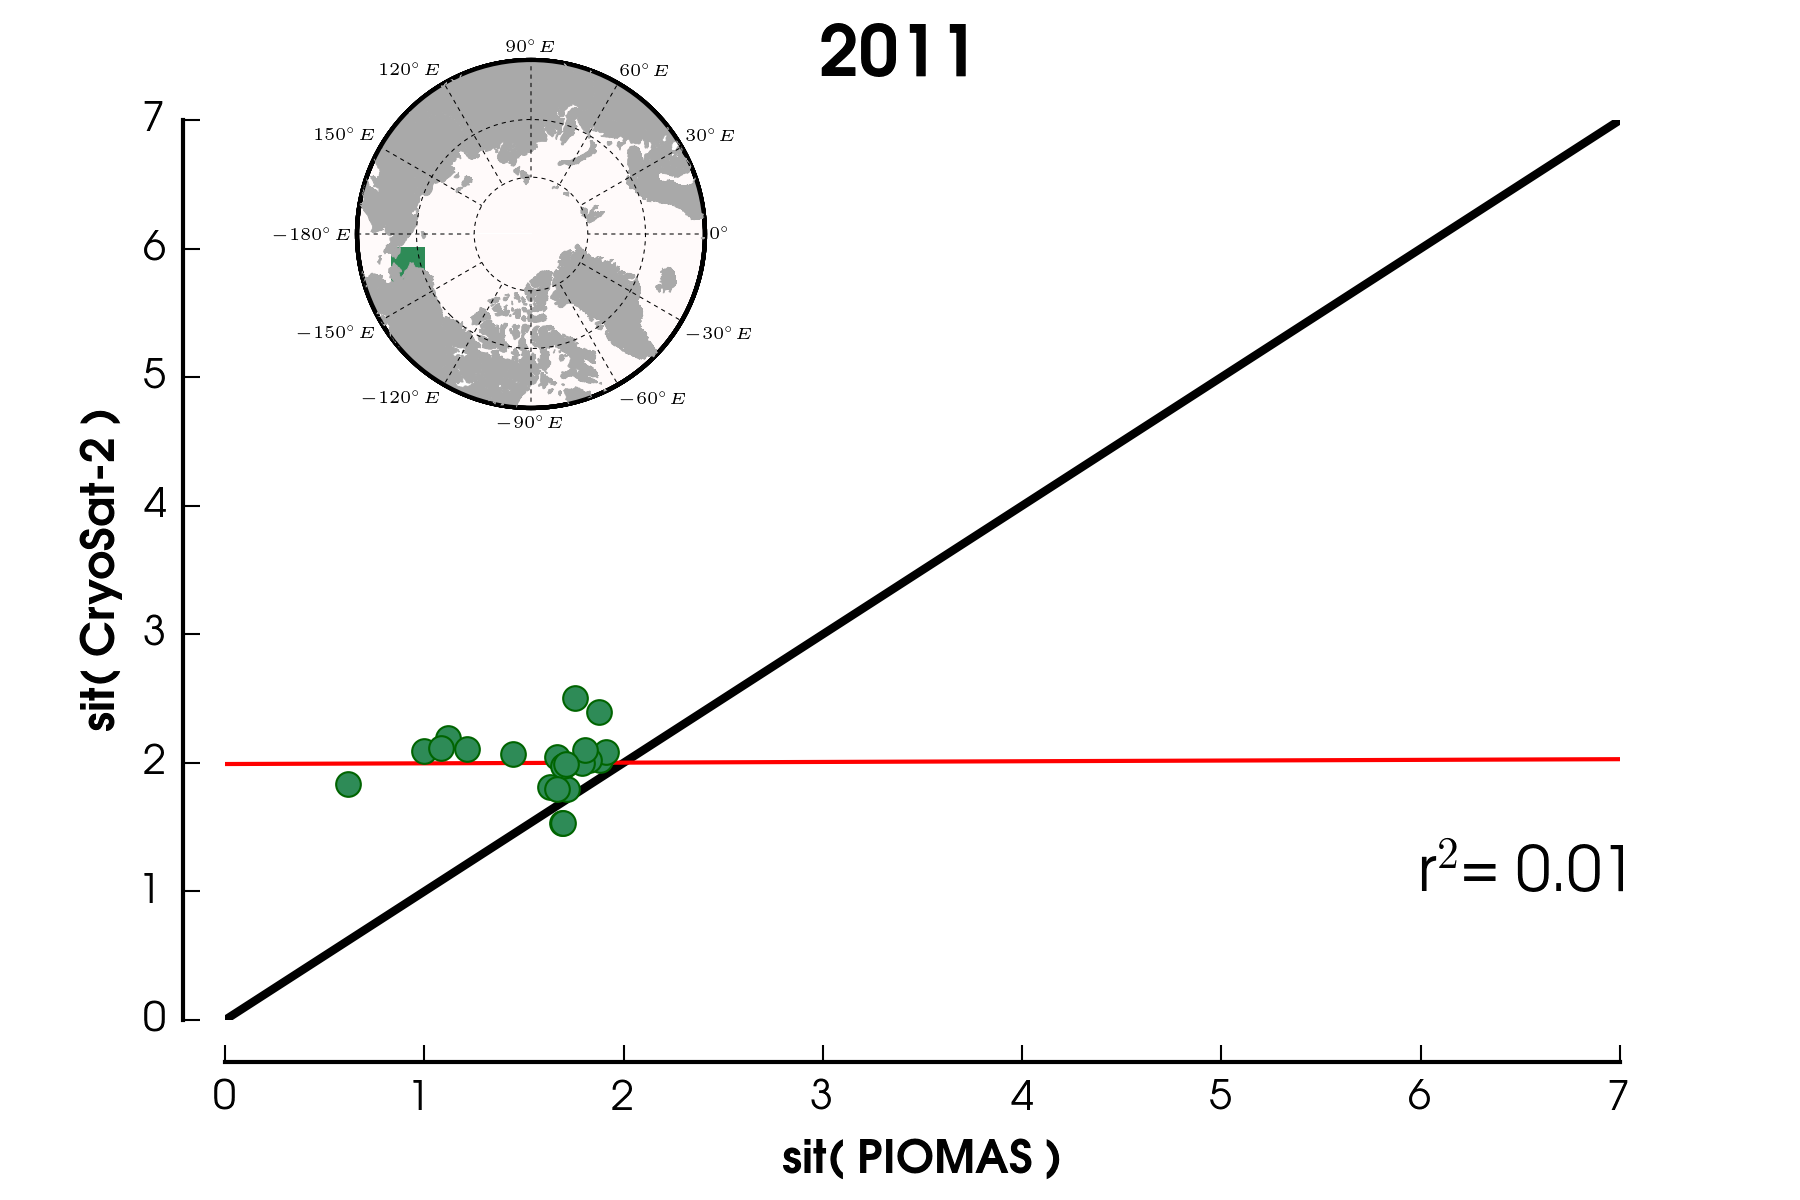 2011
90° E
120° E
60° E
150° E
30° E
−180° E
0°
−150° E
−30° E
−120° E
−60° E
−90° E
7
6
5
4
3
2
1
0
sit( CryoSat-2 )
r²= 0.01
0 1 2 3 4 5 6 7
sit( PIOMAS )